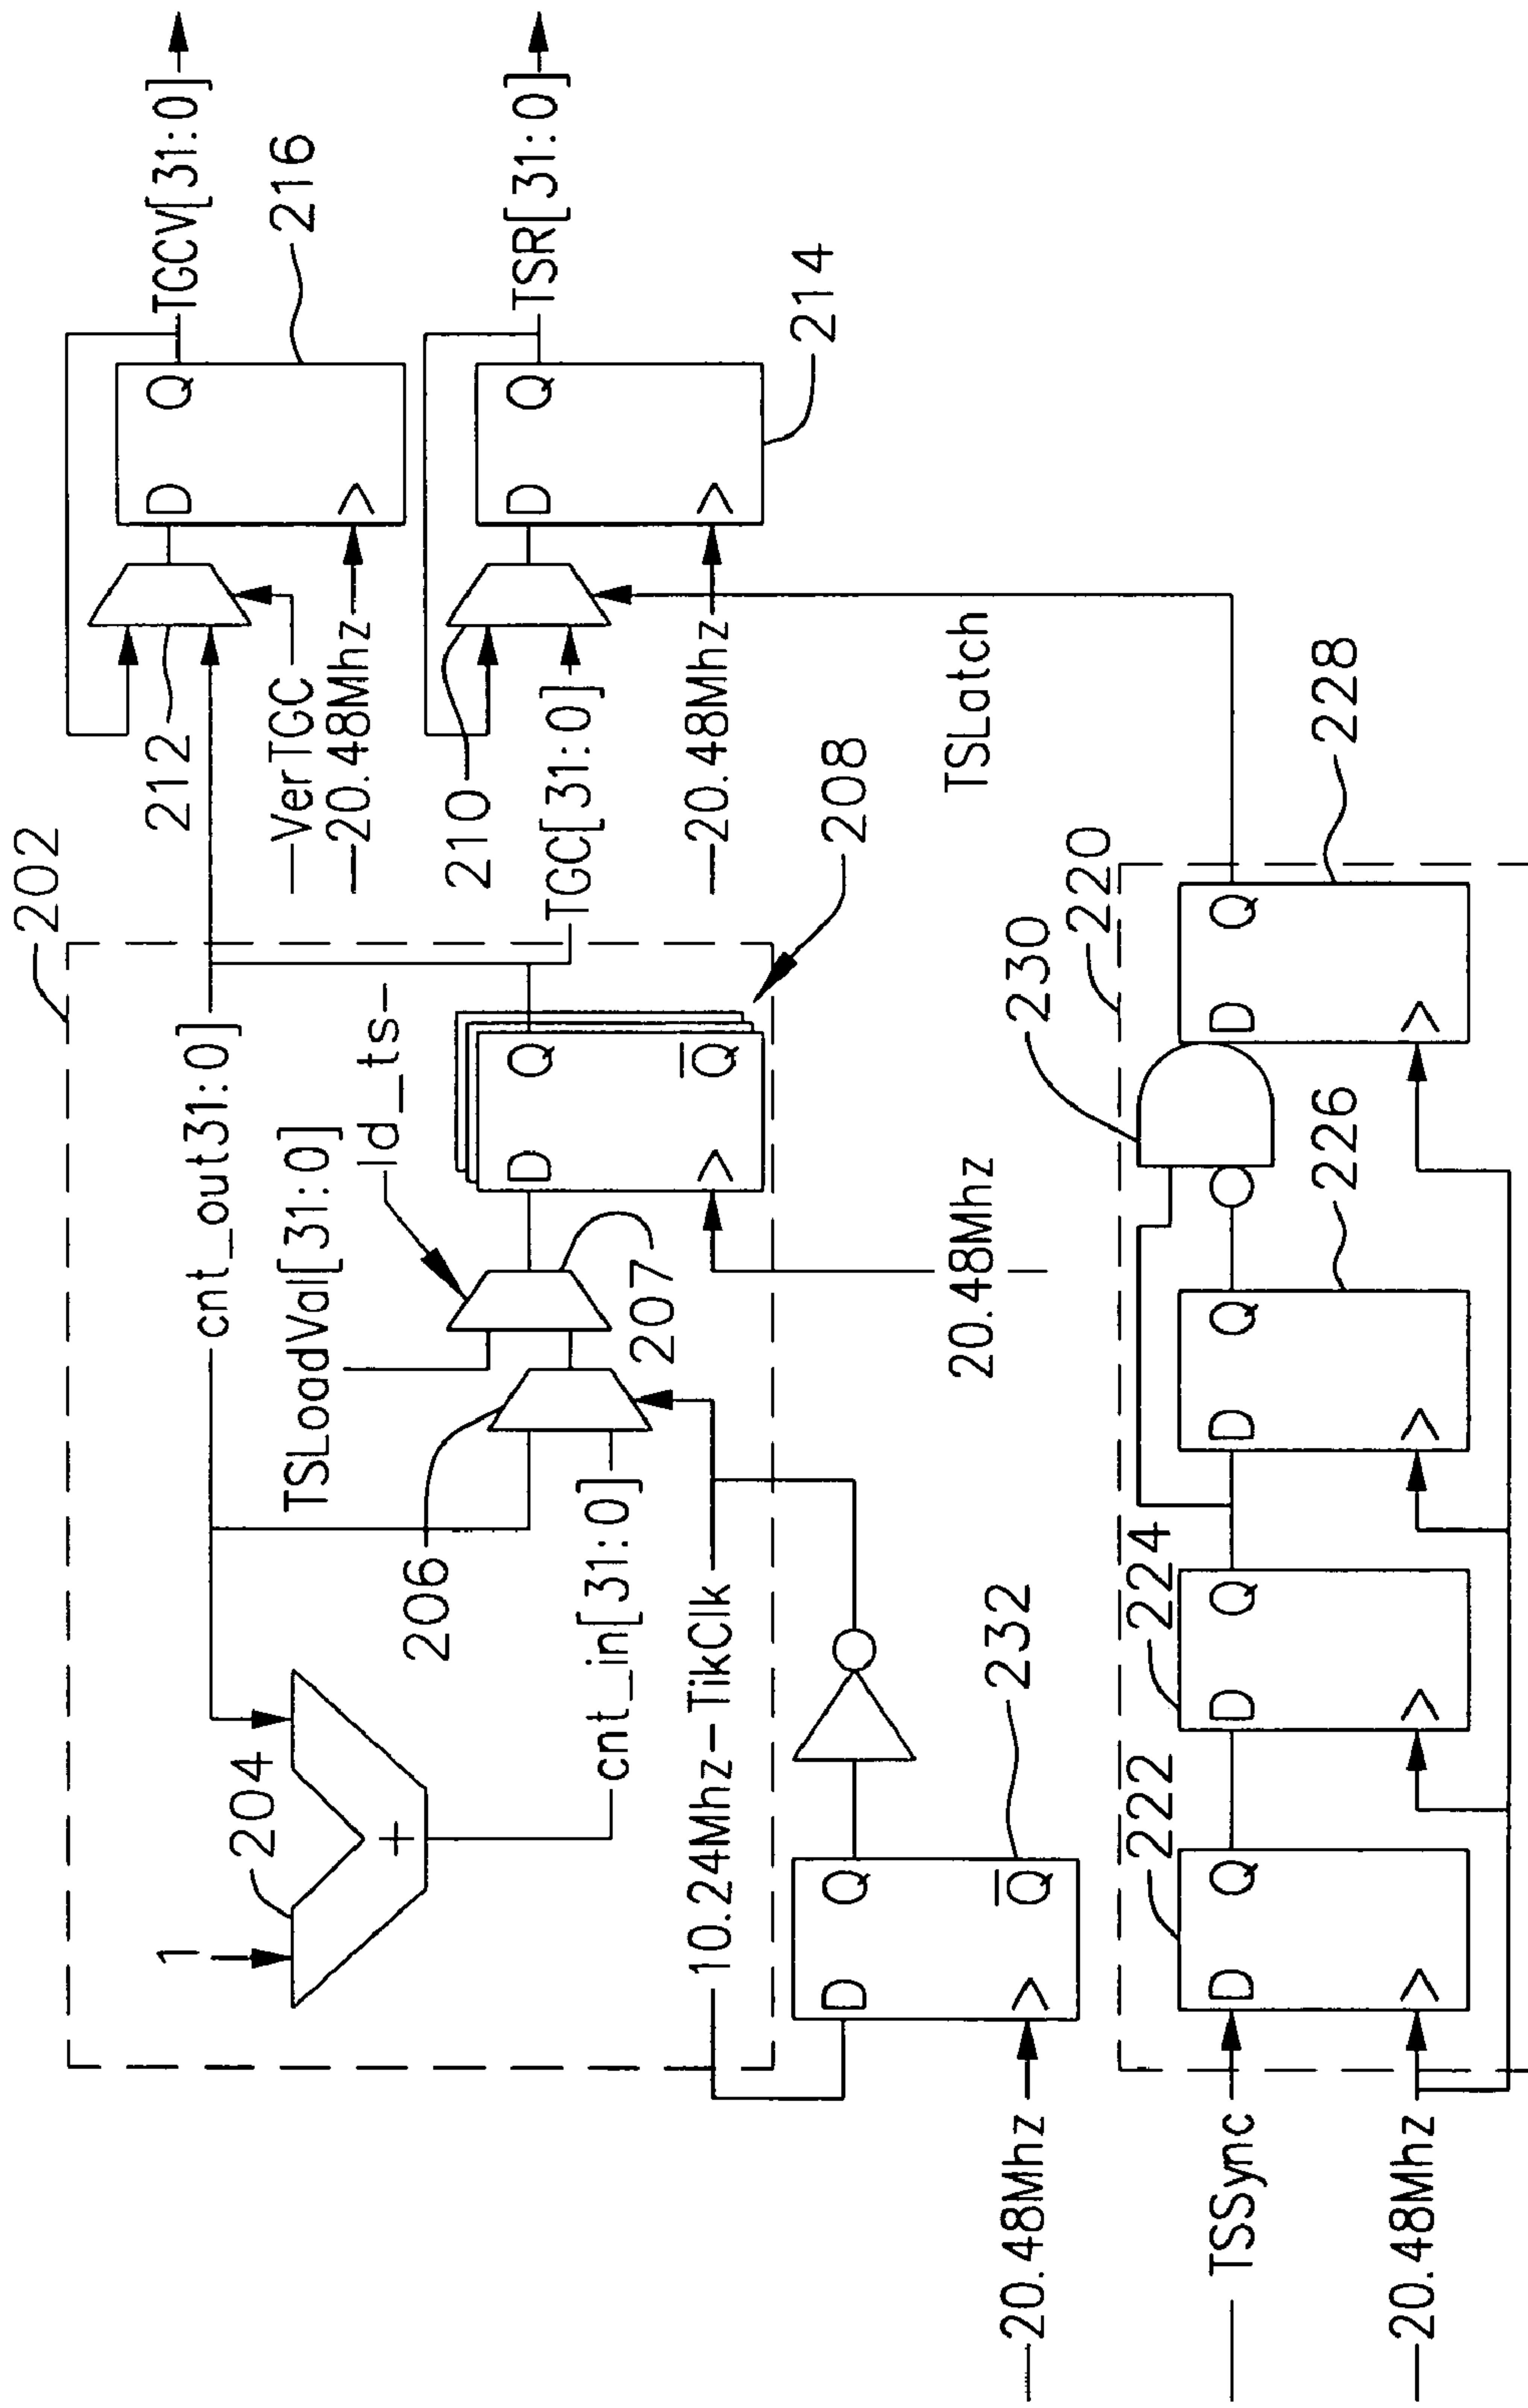 202
1
204
+
cnt_out31:0]
TSLoadVal[31:0]
ld_ts-
206
207
cnt_in[31:0]
10.24Mhz-TikClk
D
Q
Q
208
20.48Mhz
212
VerTGC
20.48Mhz
D
Q
TGCV[31:0]
216
210
TGC[31:0]
20.48Mhz
D
Q
TSR[31:0]
214
TSLatch
20.48Mhz
D
Q
Q
232
TSSync
20.48Mhz
220
222
D
Q
224
D
Q
226
D
Q
230
228
D
Q